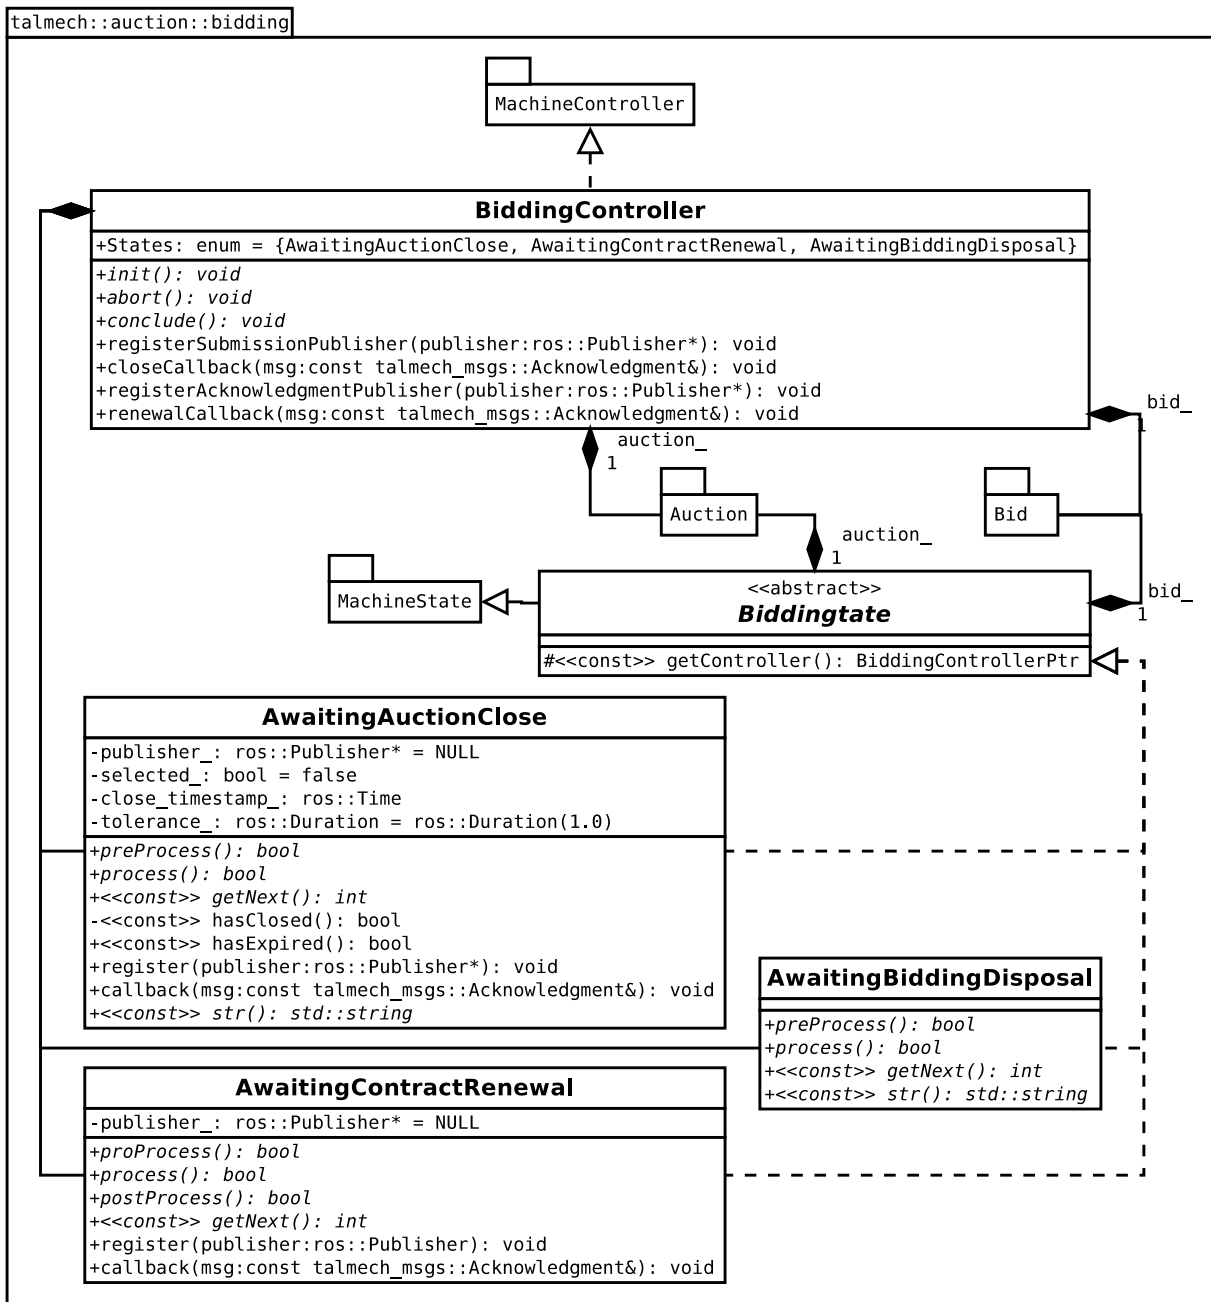 talmech::auction::bidding
MachineController
BiddingController
+States: enum = {AwaitingAuctionClose, AwaitingContractRenewal, AwaitingBiddingDisposal}
+init(): void
+abort(): void
+conclude(): void
+registerSubmissionPublisher(publisher:ros::Publisher*): void
+closeCallback(msg:const talmech_msgs::Acknowledgment&): void
+registerAcknowledgmentPublisher(publisher:ros::Publisher*): void
+renewalCallback(msg:const talmech_msgs::Acknowledgment&): void
bid_
1
auction_
1
Auction
Bid
auction_
1
MachineState
<<abstract>>
Biddingtate
bid_
1
#<<const>> getController(): BiddingControllerPtr
AwaitingAuctionClose
-publisher_: ros::Publisher* = NULL
-selected_: bool = false
-close_timestamp_: ros::Time
-tolerance_: ros::Duration = ros::Duration(1.0)
+preProcess(): bool
+process(): bool
+<<const>> getNext(): int
-<<const>> hasClosed(): bool
+<<const>> hasExpired(): bool
+register(publisher:ros::Publisher*): void
+callback(msg:const talmech_msgs::Acknowledgment&): void
+<<const>> str(): std::string
AwaitingBiddingDisposal
+preProcess(): bool
+process(): bool
+<<const>> getNext(): int
+<<const>> str(): std::string
AwaitingContractRenewal
-publisher_: ros::Publisher* = NULL
+proProcess(): bool
+process(): bool
+postProcess(): bool
+<<const>> getNext(): int
+register(publisher:ros::Publisher): void
+callback(msg:const talmech_msgs::Acknowledgment&): void